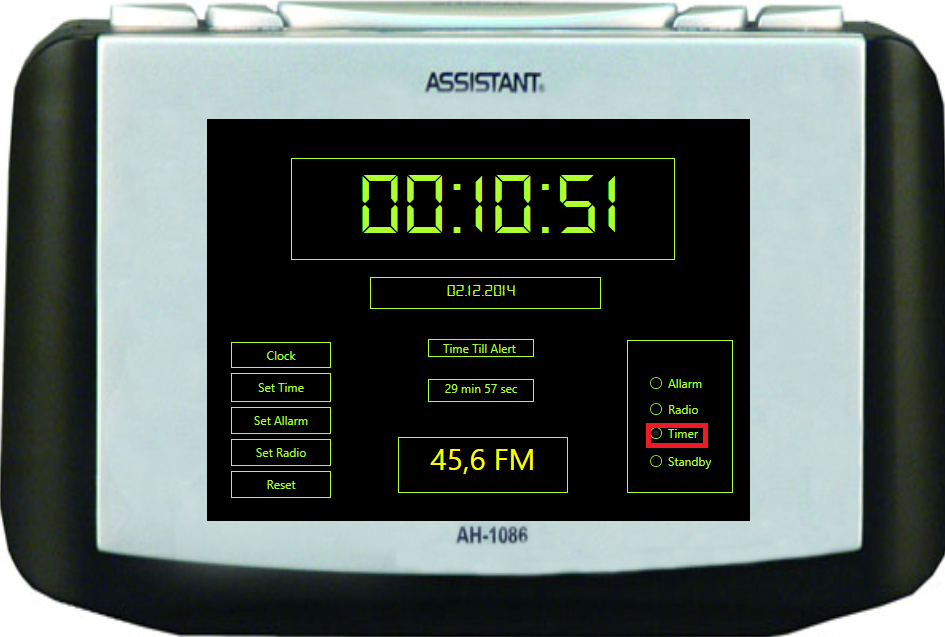 ASSISTANT
00:10:51
02.12.2014
Clock
Set Time
Set Allarm
Set Radio
Reset
Time Till Alert
29 min 57 sec
45,6 FM
Allarm
Radio
Timer
Standby
AH-1086